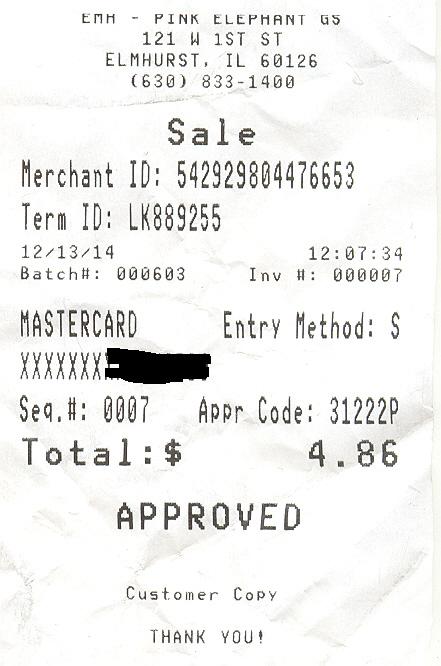 EMH - PINK ELEPHANT GS
121 W 1ST ST
ELMHURST, IL 60126
(630) 833-1400
Sale
Merchant ID: 542929804476653
Term ID: LK889255
12/13/14 12:07:34
Batch#: 000603 Inv #: 000007
MASTERCARD Entry Method: S
XXXXXXX
Seq.#: 0007 Appr Code: 31222P
Total:$ 4.86
APPROVED
Customer Copy
THANK YOU!